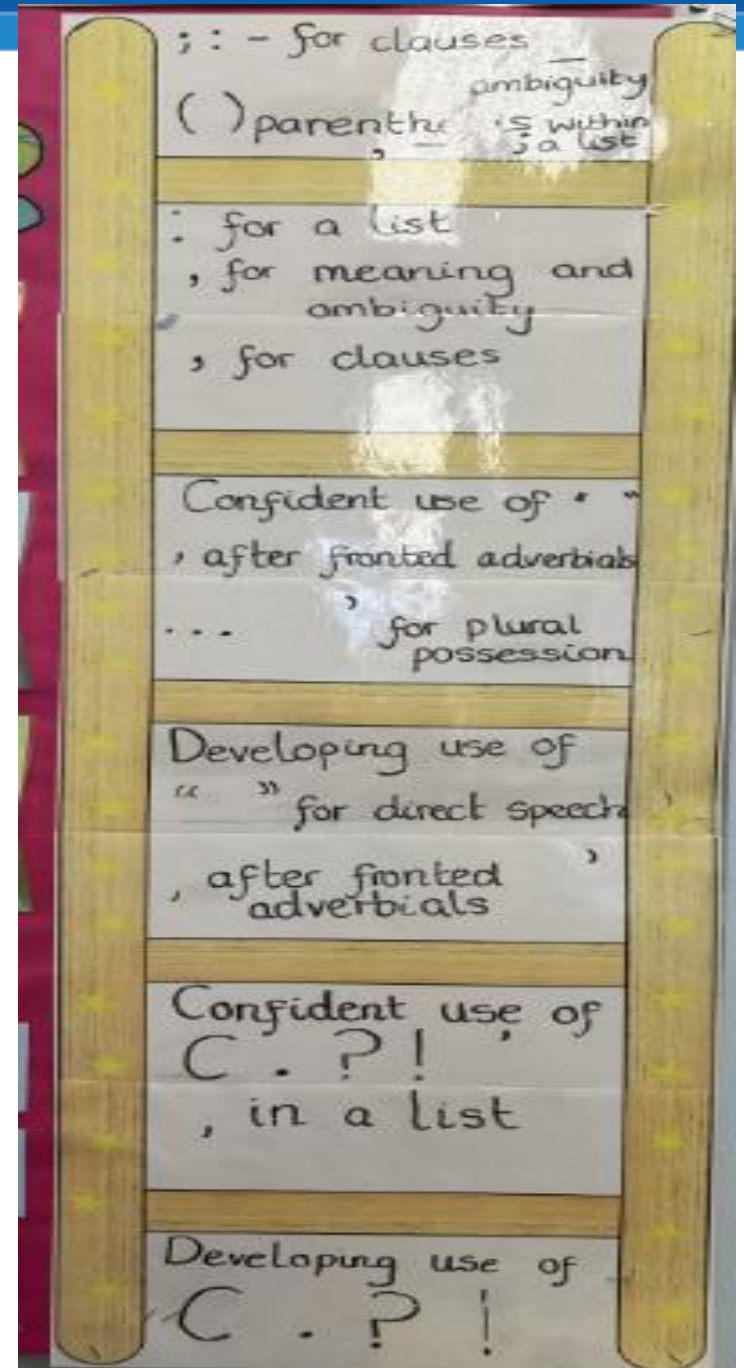 ; : - for clauses
ambiguity
( ) parenthe is within
, _ ; a list
: for a list
, for meaning and
ambiguity
, for clauses
Confident use of " "
, after fronted adverbials
... ' for plural
possession
Developing use of
“ ” for direct speech
, after fronted ’
adverbials
Confident use of
C . ? ! ’
, in a list
Developing use of
C . ? !